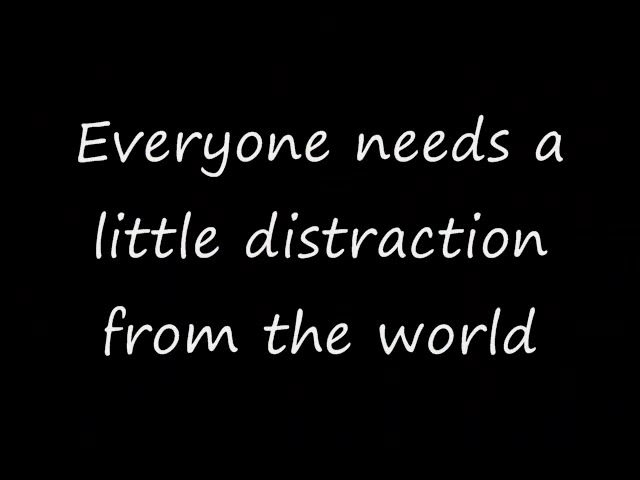 Everyone needs a
little distraction
from the world